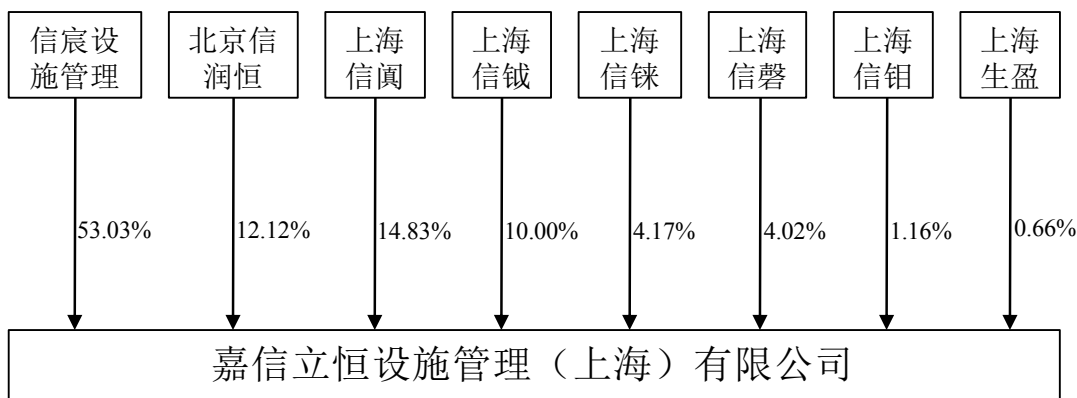 信宸设
施管理
北京信
润恒
上海
信阗
上海
信钺
上海
信铼
上海
信磬
上海
信钼
上海
生盈
53.03%
12.12%
14.83%
10.00%
4.17%
4.02%
1.16%
0.66%
嘉信立恒设施管理（上海）有限公司